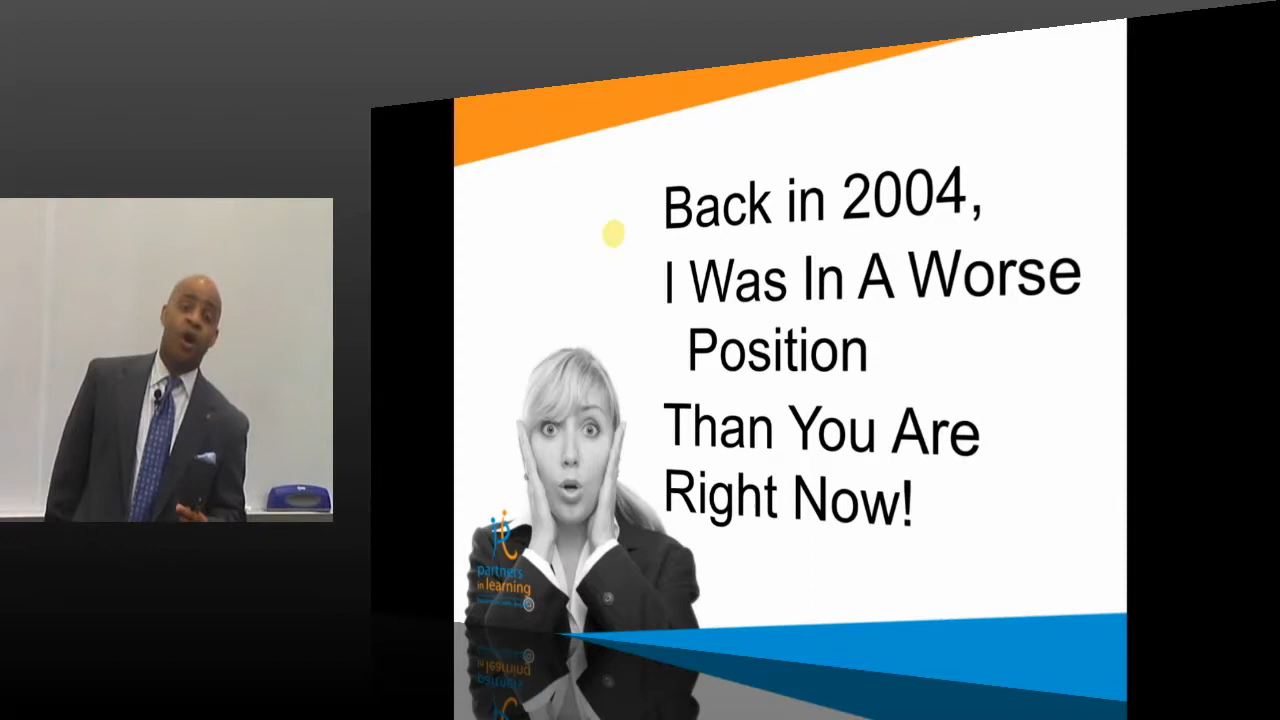 Back in 2004,
I Was In A Worse
Position
Than You Are
Right Now!
partners
in learning